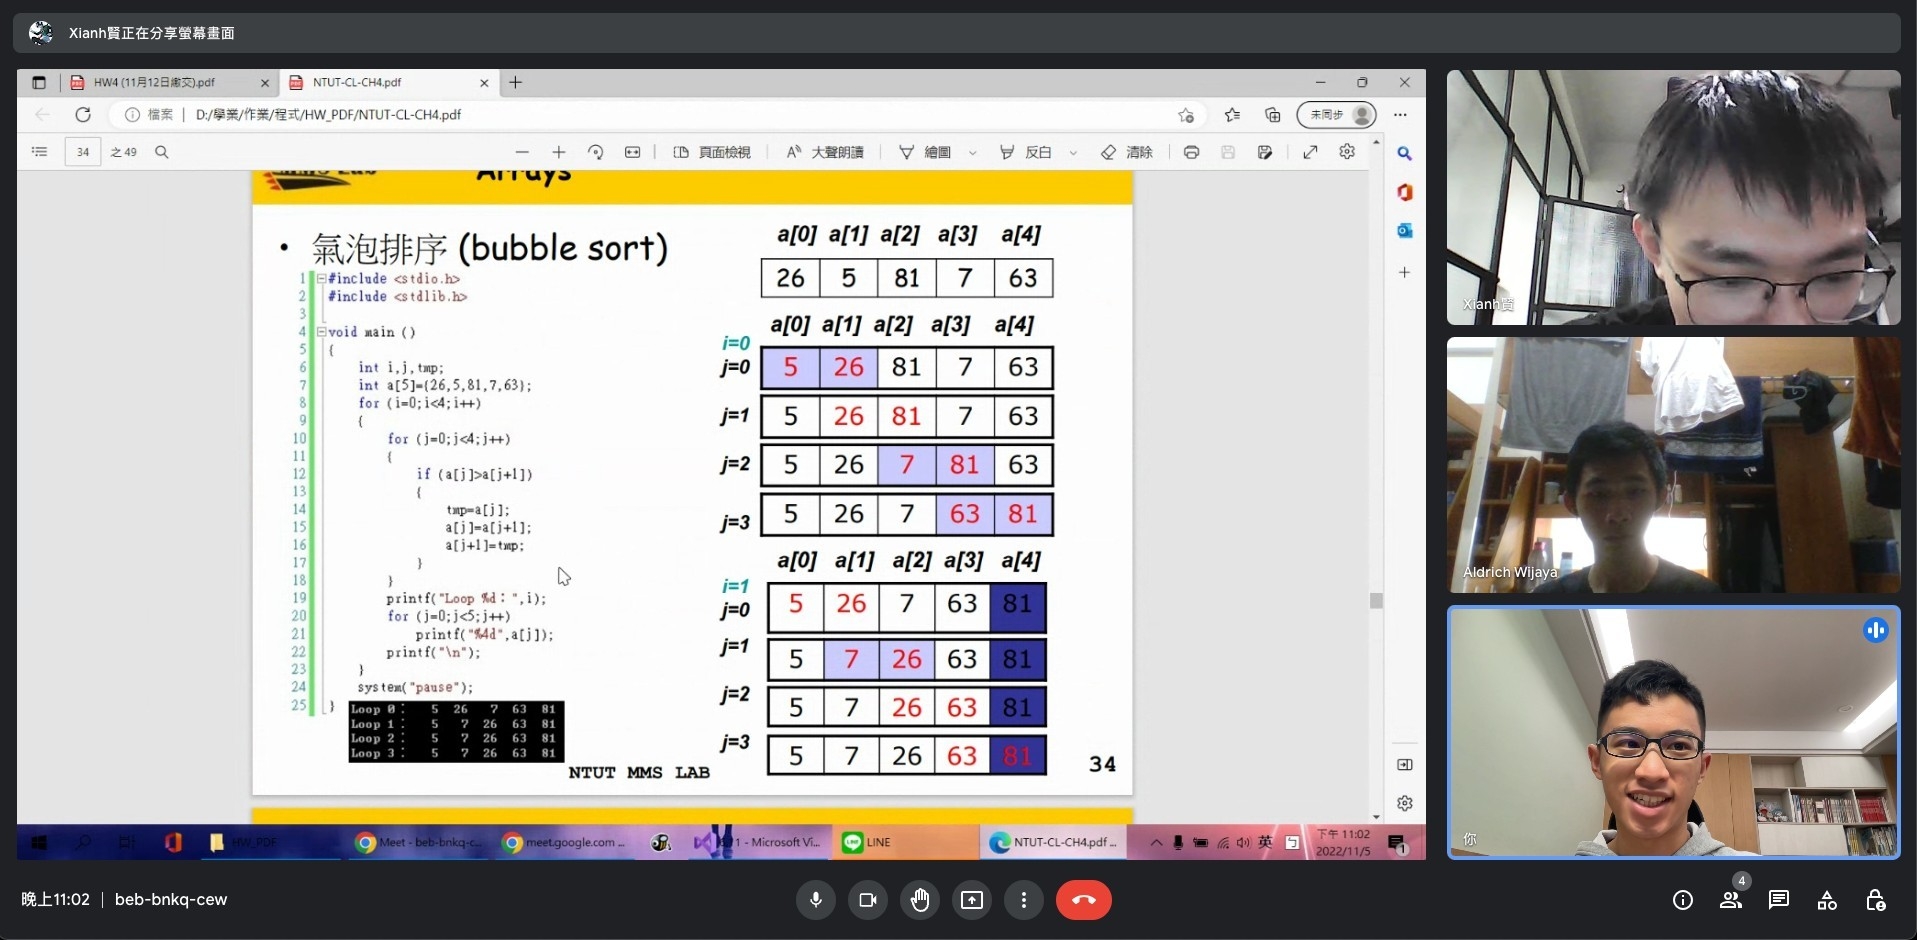 Xianh賢正在分享螢幕畫面
HW4 (11月12日繳交).pdf
NTUT-CL-CH4.pdf
檔案 | D:/學業/作業/程式/HW_PDF/NTUT-CL-CH4.pdf
未同步
34 之 49
頁面檢視
大聲朗讀
繪圖
反白
清除
Arrays
• 氣泡排序 (bubble sort)
1 #include <stdio.h>
2 #include <stdlib.h>
3
4 void main ()
5 {
6 int i,j,tmp;
7 int a[5]={26,5,81,7,63};
8 for (i=0;i<4;i++)
9 {
10 for (j=0;j<4;j++)
11 {
12 if (a[j]>a[j+1])
13 {
14 tmp=a[j];
15 a[j]=a[j+1];
16 a[j+1]=tmp;
17 }
18 }
19 printf("Loop %d：",i);
20 for (j=0;j<5;j++)
21 printf("%4d",a[j]);
22 printf("\n");
23 }
24 system("pause");
25 }
Loop 0： 5 26 7 63 81
Loop 1： 5 7 26 63 81
Loop 2： 5 7 26 63 81
Loop 3： 5 7 26 63 81
a[0] a[1] a[2] a[3] a[4]
26 5 81 7 63
a[0] a[1] a[2] a[3] a[4]
i=0
j=0 5 26 81 7 63
j=1 5 26 81 7 63
j=2 5 26 7 81 63
j=3 5 26 7 63 81
a[0] a[1] a[2] a[3] a[4]
i=1
j=0 5 26 7 63 81
j=1 5 7 26 63 81
j=2 5 7 26 63 81
j=3 5 7 26 63 81
NTUT MMS LAB
34
HW_PDF
Meet - beb-bnkq-c...
meet.google.com ...
1 - Microsoft Vi...
LINE
NTUT-CL-CH4.pdf ...
英
下午 11:02
2022/11/5
1
Xianh賢
Aldrich Wijaya
你
晚上11:02 | beb-bnkq-cew
4